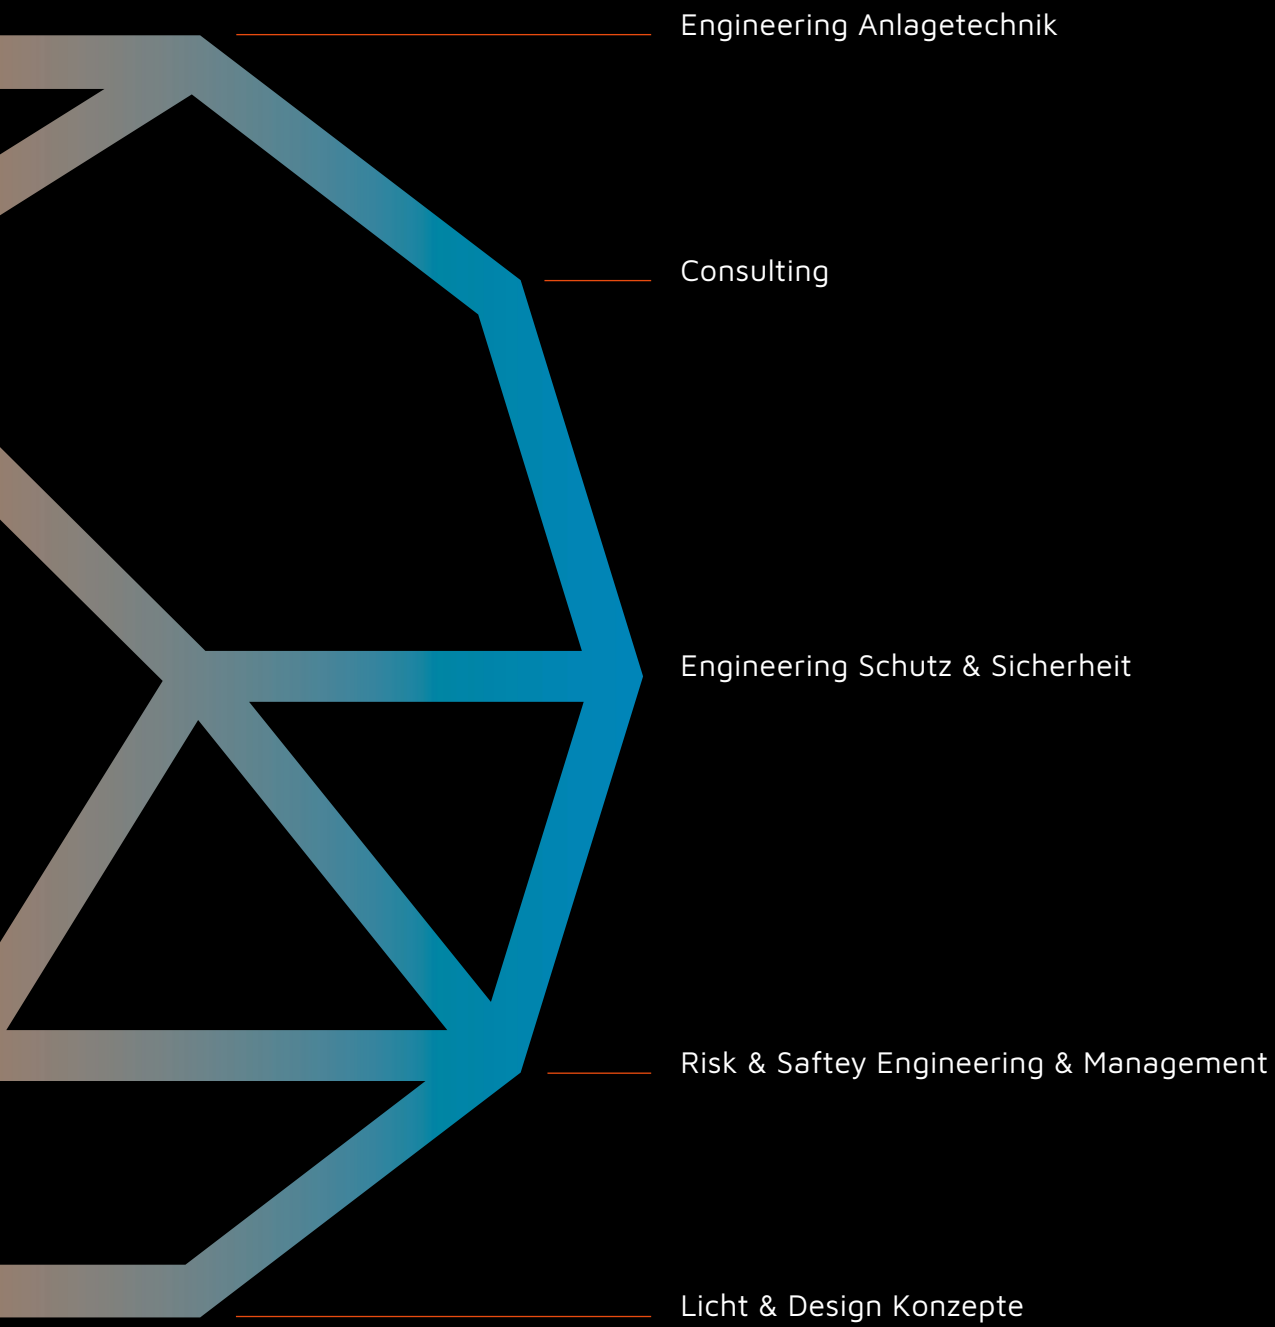 Engineering Anlagetechnik
Consulting
Engineering Schutz & Sicherheit
Risk & Saftey Engineering & Management
Licht & Design Konzepte